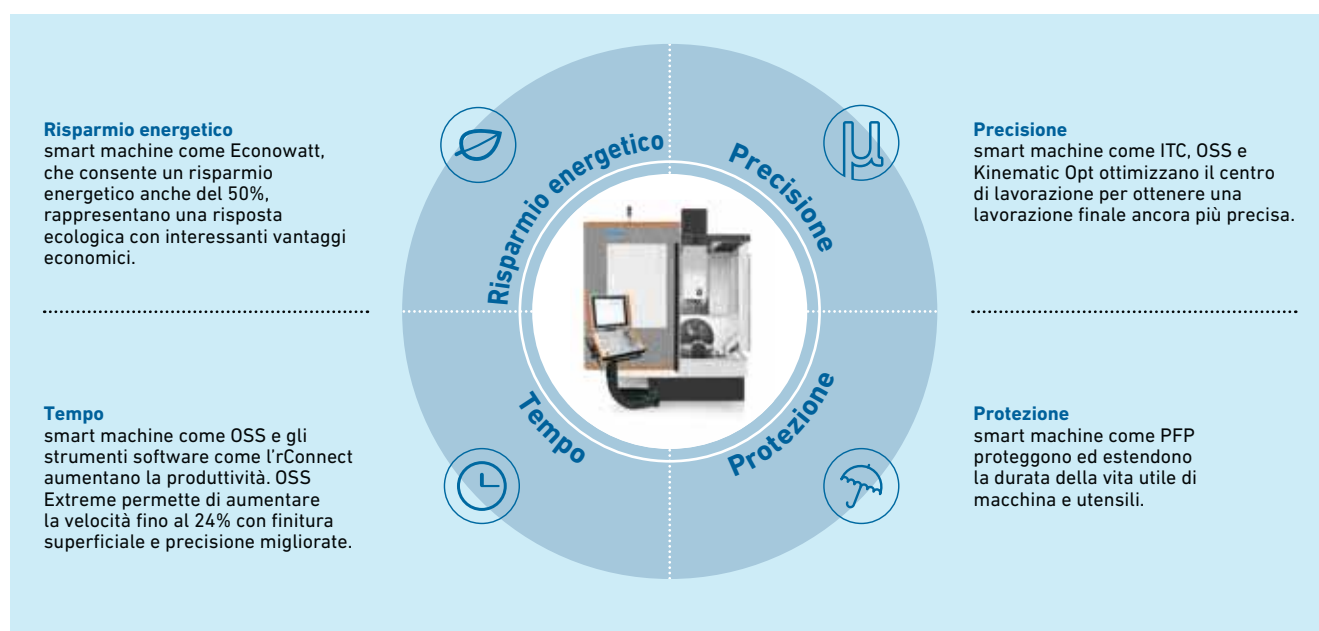 Risparmio energetico
smart machine come Econowatt,
che consente un risparmio
energetico anche del 50%,
rappresentano una risposta
ecologica con interessanti vantaggi
economici.
Tempo
smart machine come OSS e gli
strumenti software come l'rConnect
aumentano la produttività. OSS
Extreme permette di aumentare
la velocità fino al 24% con finitura
superficiale e precisione migliorate.
Risparmio energetico
Precisione
µ
Tempo
Protezione
Precisione
smart machine come ITC, OSS e
Kinematic Opt ottimizzano il centro
di lavorazione per ottenere una
lavorazione finale ancora più precisa.
Protezione
smart machine come PFP
proteggono ed estendono
la durata della vita utile di
macchina e utensili.